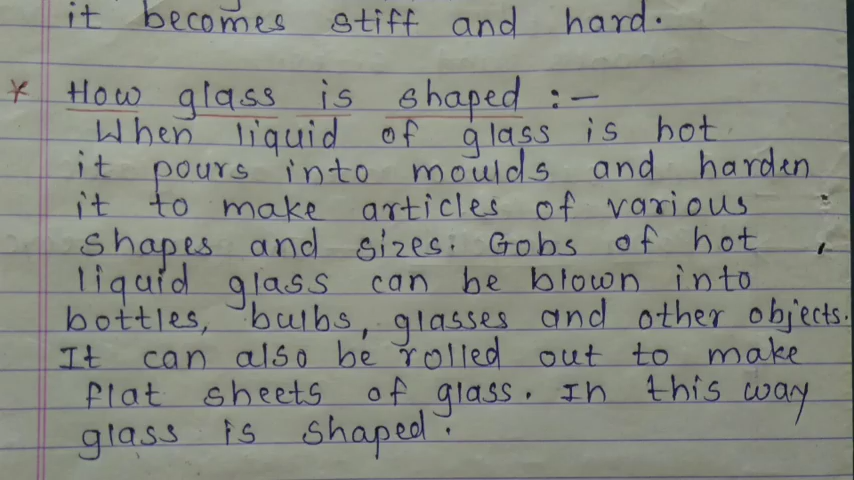 it becomes stiff and hard.
* How glass is shaped :-
When liquid of glass is hot
it pours into moulds and harden
it to make articles of various
shapes and sizes. Gobs of hot
liquid glass can be blown into
bottles, bulbs, glasses and other objects.
It can also be rolled out to make
flat sheets of glass. In this way
glass is shaped.